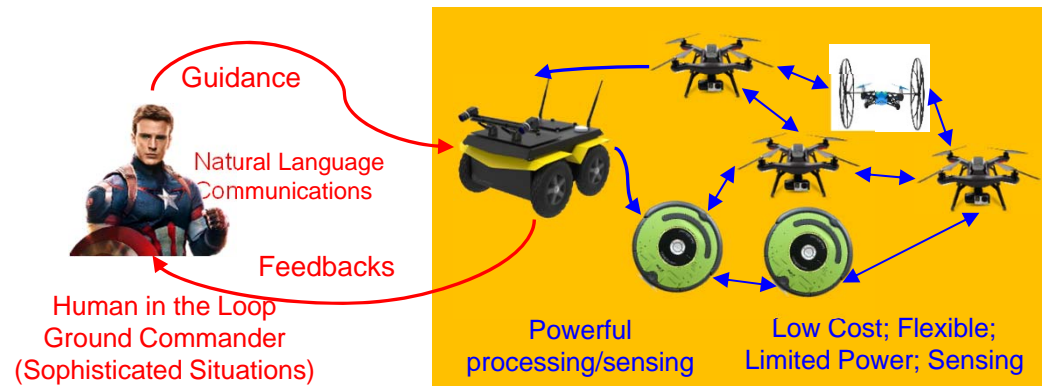 Guidance
Natural Language
Communications
Feedbacks
Human in the Loop
Ground Commander
(Sophisticated Situations)
Powerful
processing/sensing
Low Cost; Flexible;
Limited Power; Sensing